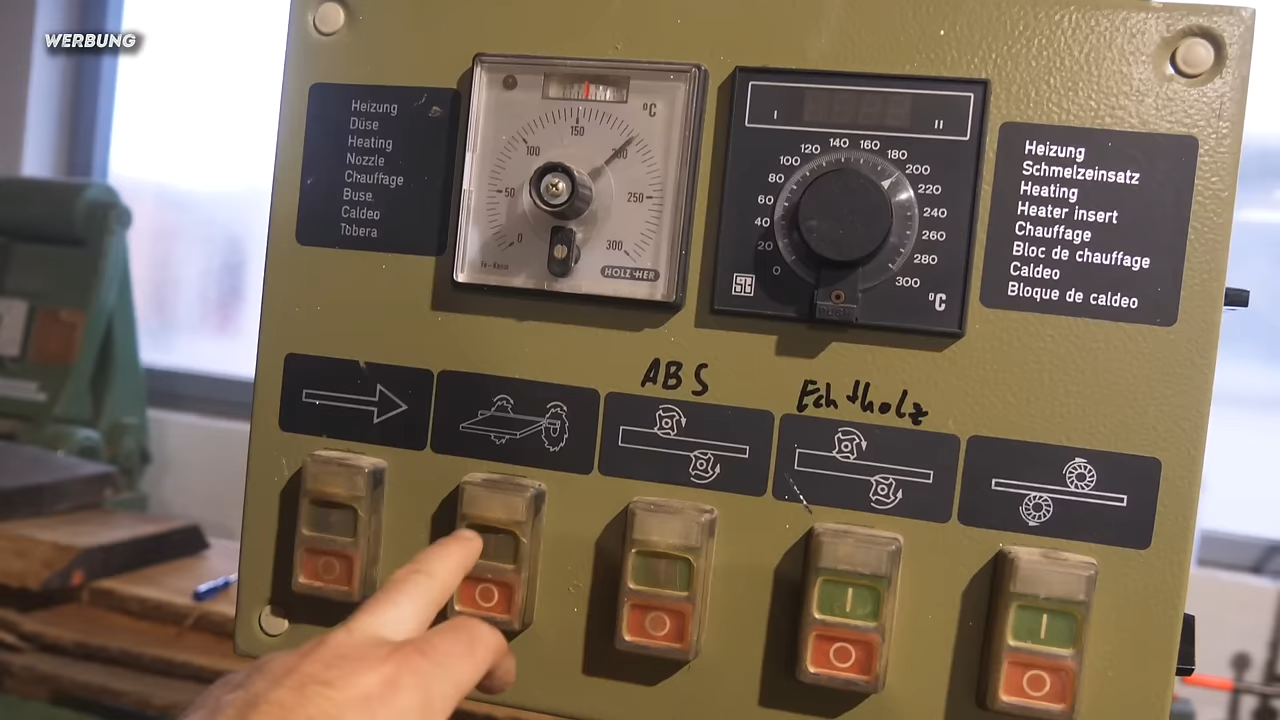 WERBUNG
Heizung
Düse
Heating
Nozzle
Chauffage
Buse
Caldeo
Tobera
°C
0
50
100
150
200
250
300
HOLZ HER
I
II
0
20
40
60
80
100
120
140
160
180
200
220
240
260
280
300
°C
PUSH
Heizung
Schmelzeinsatz
Heating
Heater insert
Chauffage
Bloc de chauffage
Caldeo
Bloque de caldeo
ABS
Echtholz